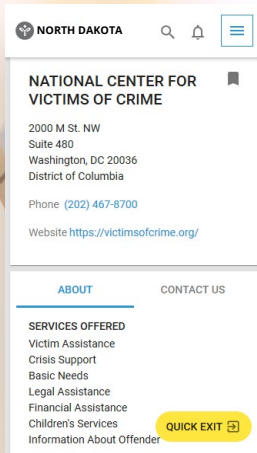 NORTH DAKOTA
NATIONAL CENTER FOR
VICTIMS OF CRIME
2000 M St. NW
Suite 480
Washington, DC 20036
District of Columbia
Phone (202) 467-8700
Website https://victimsofcrime.org/
ABOUT CONTACT US
SERVICES OFFERED
Victim Assistance
Crisis Support
Basic Needs
Legal Assistance
Financial Assistance
Children's Services
Information About Offender
QUICK EXIT